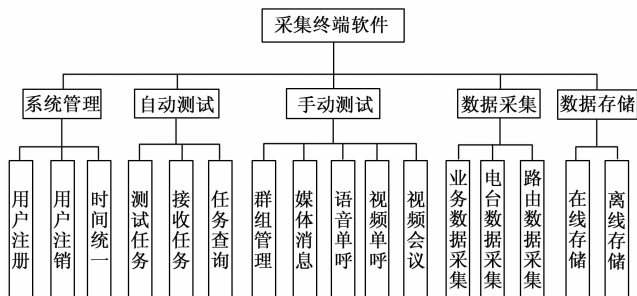 采集终端软件
系统管理
自动测试
手动测试
数据采集
数据存储
用户注册
用户注销
时间统一
测试任务
接收任务
任务查询
群组管理
媒体消息
语音单呼
视频单呼
视频会议
业务数据采集
电台数据采集
路由数据采集
在线存储
离线存储